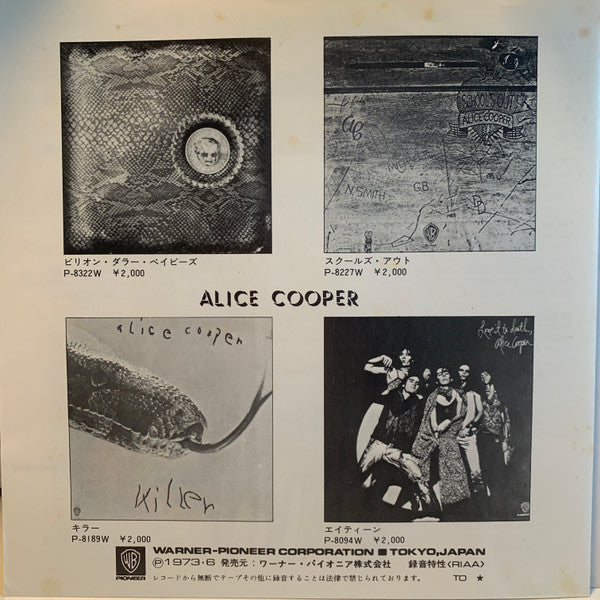 SCHOOL'S OUT
ALICE COOPER
N.SMITH
GB
ビリオン・ダラー・ベイビーズ
P-8322W ¥2,000
スクールズ・アウト
P-8227W ¥2,000
ALICE COOPER
alice cooper
Killer
Love it to death
Alice Cooper
キラー
P-8189W ¥2,000
エイティーン
P-8094W ¥2,000
WB
PIONEER
WARNER-PIONEER CORPORATION ■ TOKYO,JAPAN
Ⓟ1973・6 発売元：ワーナー・パイオニア株式会社 録音特性(RIAA)
レコードから無断でテープその他に録音することは法律で禁じられております。 TO ★